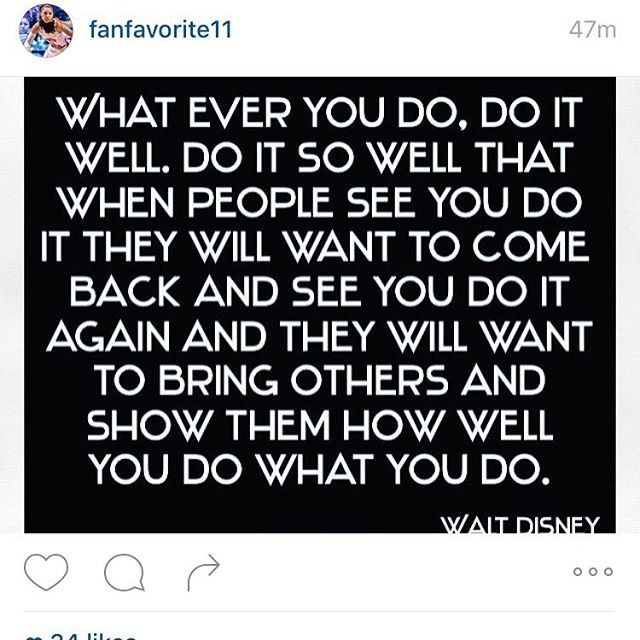 fanfavorite11 47m
WHAT EVER YOU DO, DO IT
WELL. DO IT SO WELL THAT
WHEN PEOPLE SEE YOU DO
IT THEY WILL WANT TO COME
BACK AND SEE YOU DO IT
AGAIN AND THEY WILL WANT
TO BRING OTHERS AND
SHOW THEM HOW WELL
YOU DO WHAT YOU DO.
WALT DISNEY
34 likes